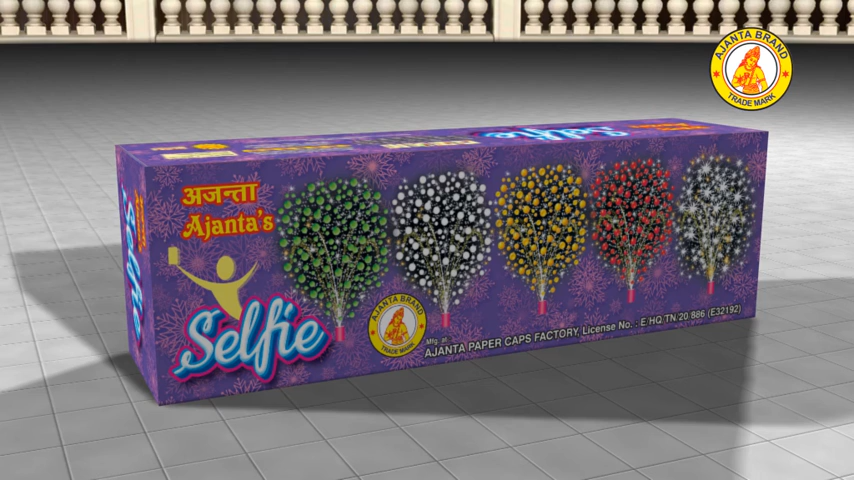 AJANTA BRAND
TRADE MARK
अजन्ता
Ajanta's
Selfie
AJANTA BRAND
TRADE MARK
Mfg. at :
AJANTA PAPER CAPS FACTORY, License No. : E/HQ/TN/20 886 (E32192)
Selfie
Selfie